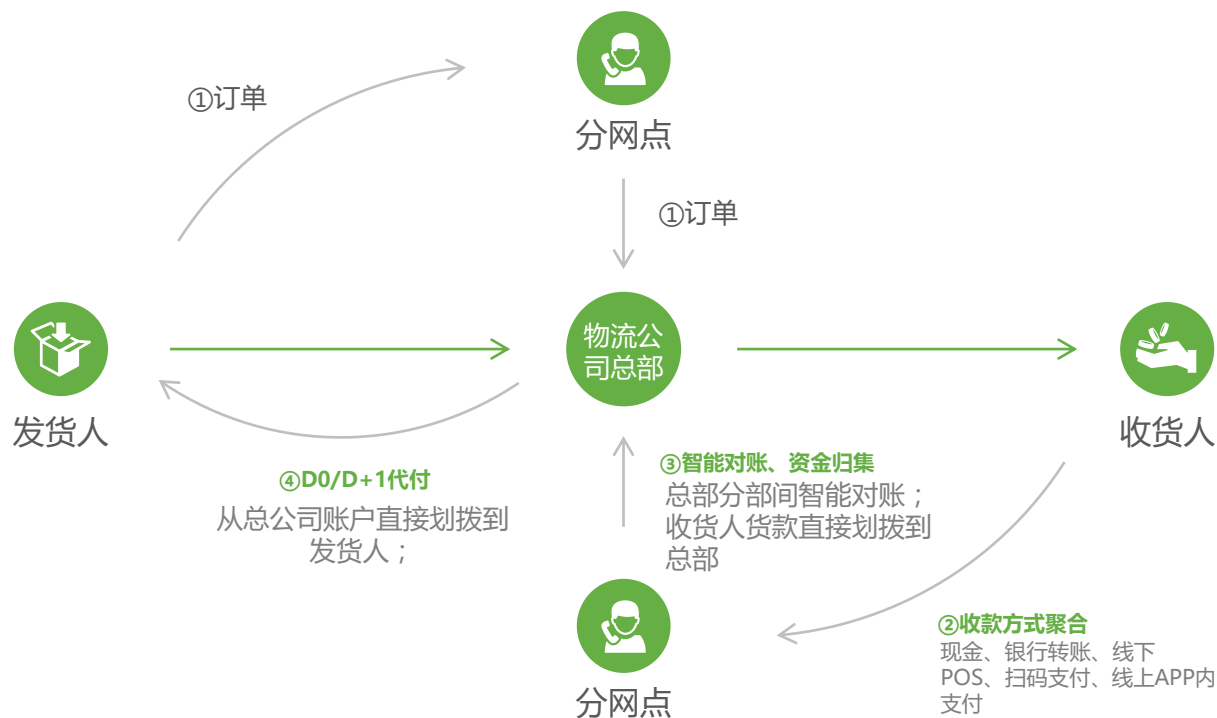 ①订单
分网点
①订单
物流公
司总部
发货人
收货人
④D0/D+1代付
从总公司账户直接划拨到
发货人；
③智能对账、资金归集
总部分部间智能对账；
收货人货款直接划拨到
总部
②收款方式聚合
现金、银行转账、线下
POS、扫码支付、线上APP内
支付
分网点